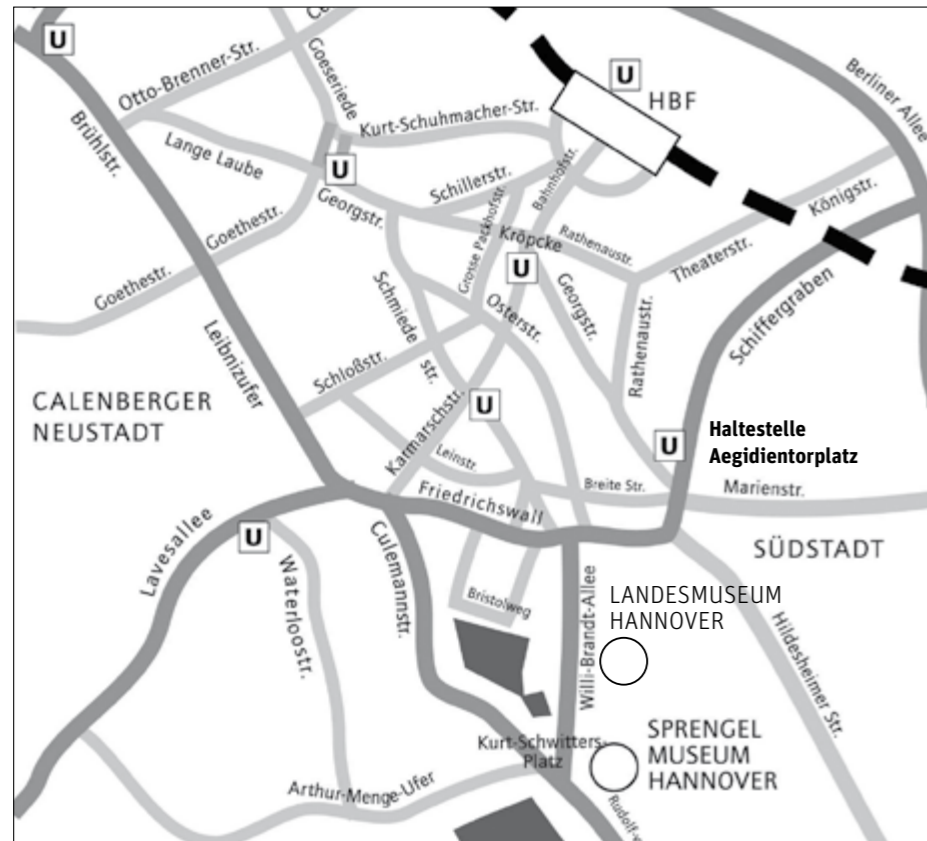 U
Otto-Brenner-Str.
Goeseriede
U
HBF
Berliner Allee
Brühlstr.
Kurt-Schuhmacher-Str.
Lange Laube
U
Georgstr.
Schillerstr.
Bahnhofstr.
Königstr.
Goethestr.
Goethestr.
Grosse Packhofstr.
Kröpcke
Rathenaustr.
Theaterstr.
U
Georgstr.
Schmiede
str.
Osterstr.
Schiffergraben
Leibnizufer
Schloßstr.
Rathenaustr.
CALENBERGER
NEUSTADT
Karmarschstr.
U
U
Haltestelle
Aegidientorplatz
Leinstr.
Breite Str.
Marienstr.
Friedrichswall
Lavesallee
U
Waterloostr.
Culemannstr.
SÜDSTADT
Bristolweg
Willi-Brandt-Allee
LANDESMUSEUM
HANNOVER
Hildesheimer Str.
Kurt-Schwitters-
Platz
SPRENGEL
MUSEUM
HANNOVER
Arthur-Menge-Ufer